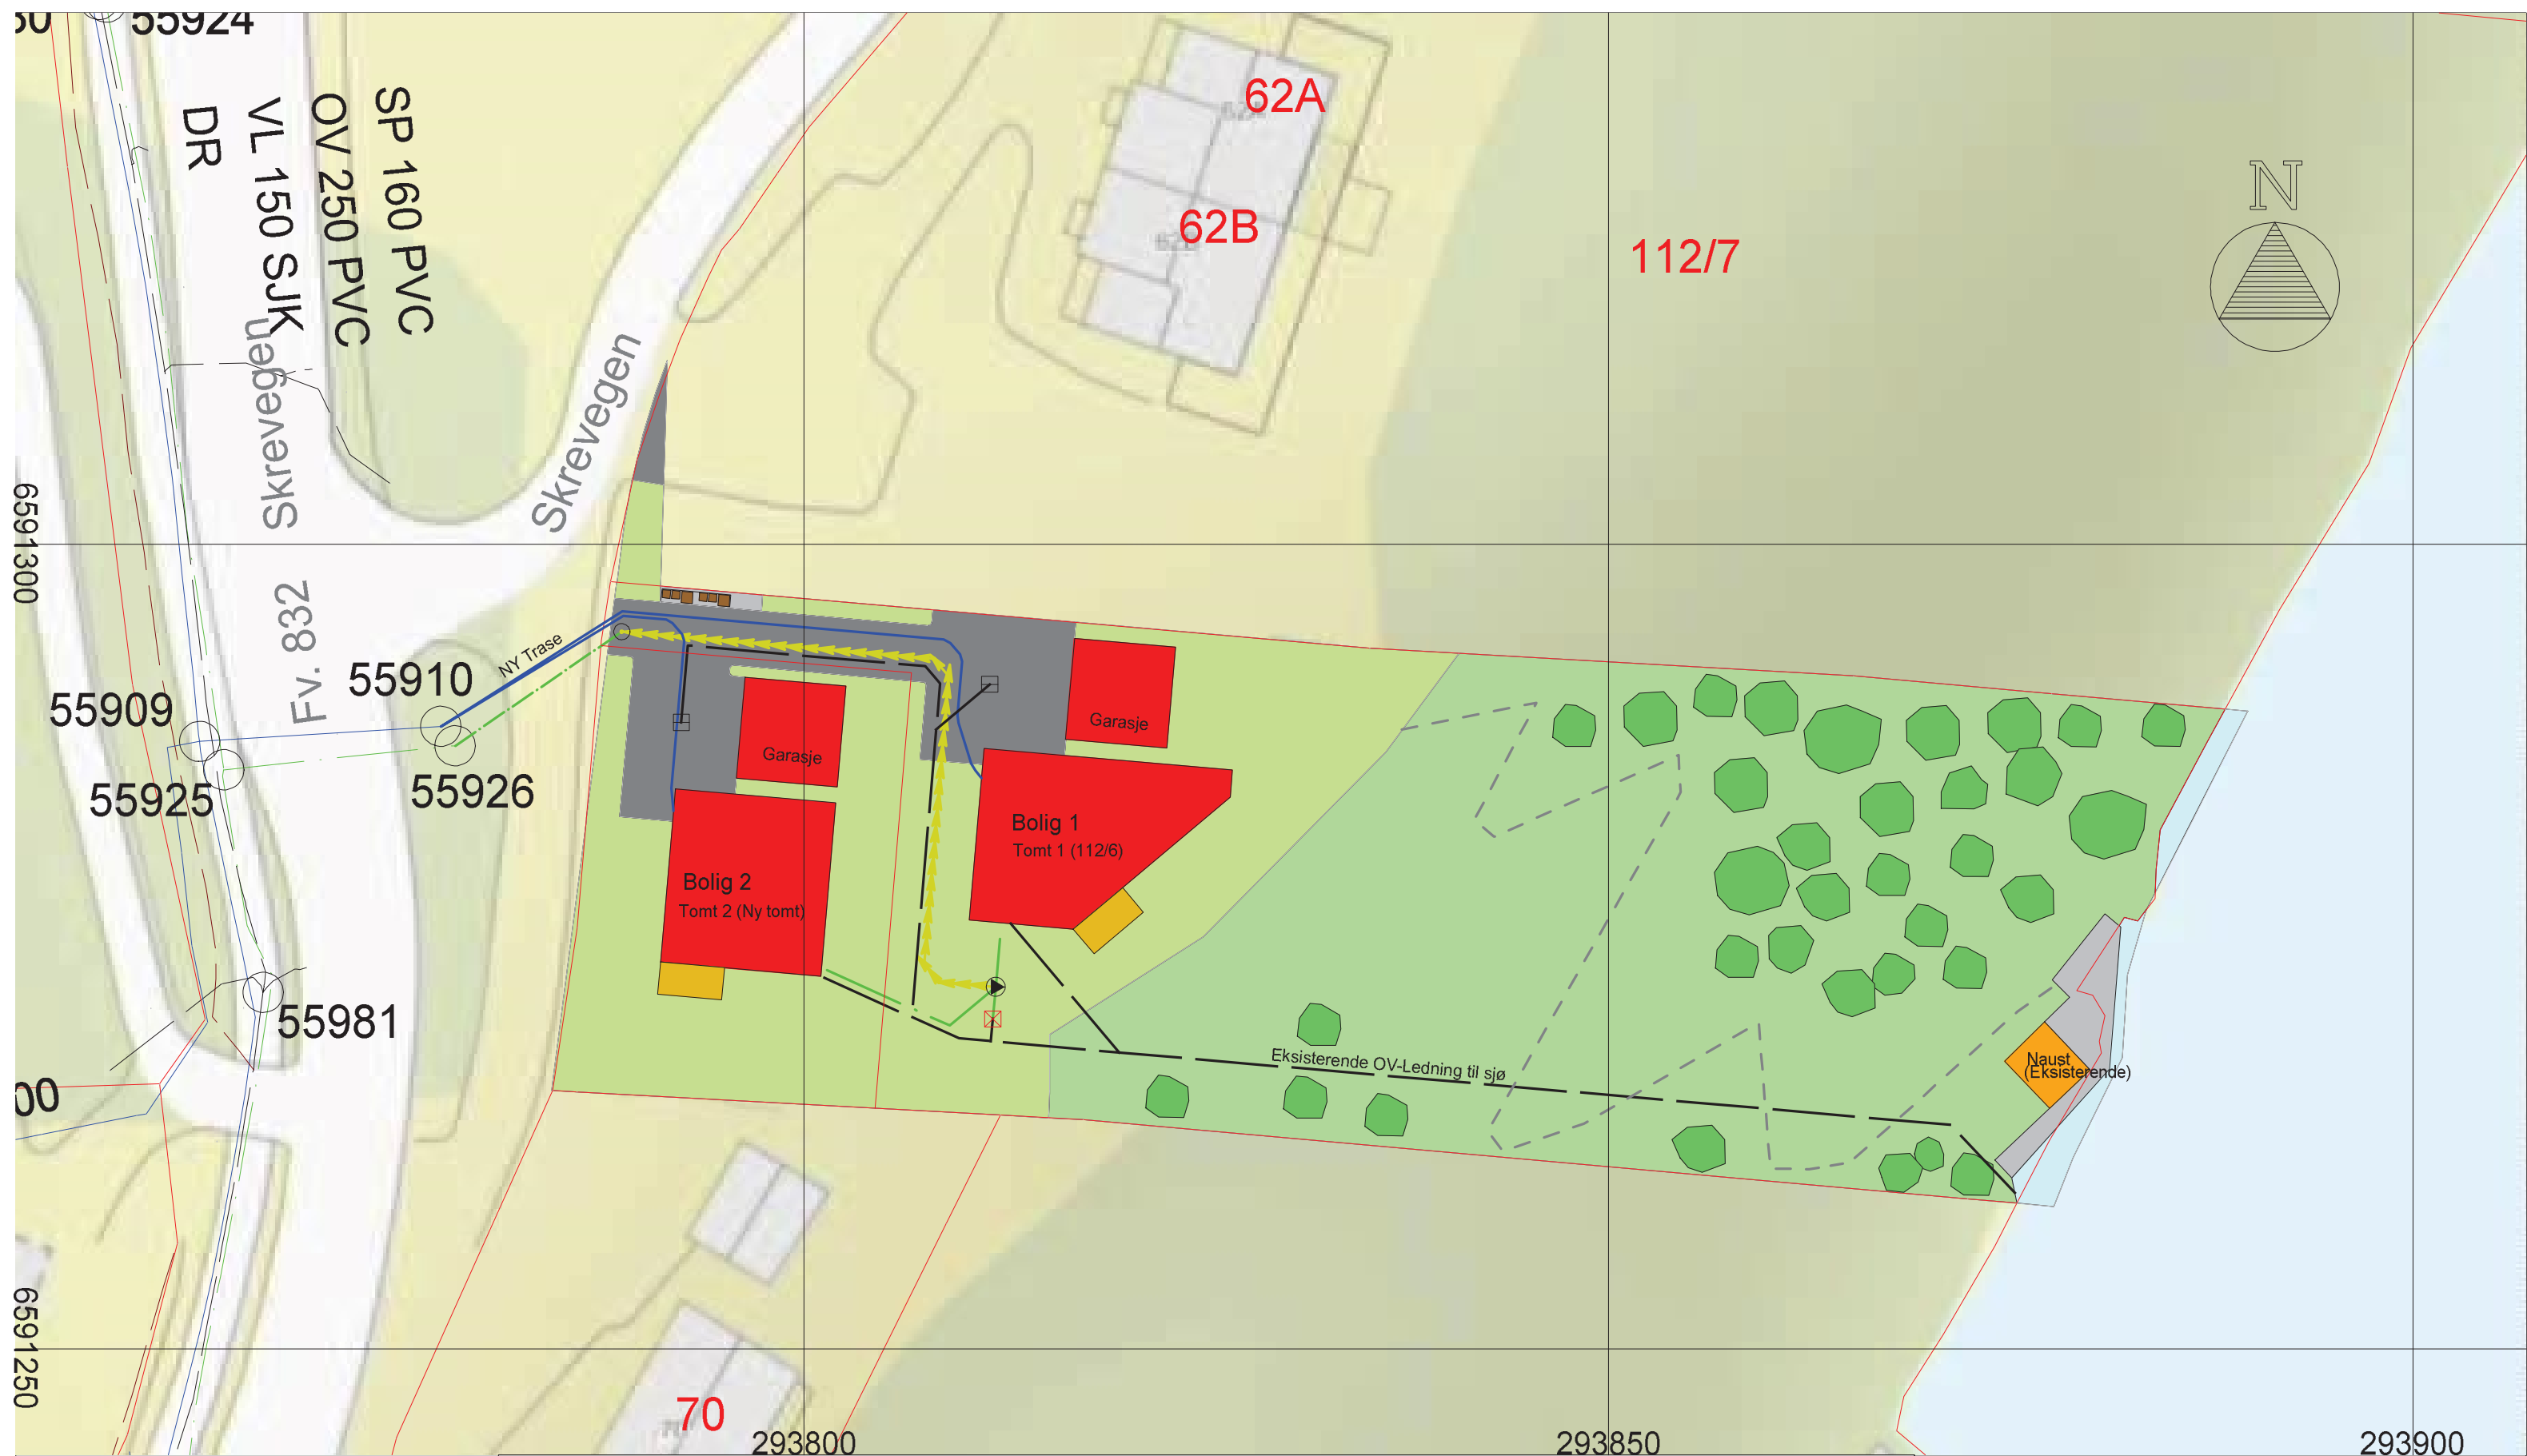 55924
SP 160 PVC
OV 250 PVC
VL 150 SJK
DR
Skrevegen
Skrevegen
Fv. 832
62A
62B
112/7
N
6591300
NY Trase
55910
55909
55925
55926
55981
Garasje
Garasje
Bolig 1
Tomt 1 (112/6)
Bolig 2
Tomt 2 (Ny tomt)
Eksisterende OV-Ledning til sjø
Naust
(Eksisterende)
6591250
70
293800
293850
293900